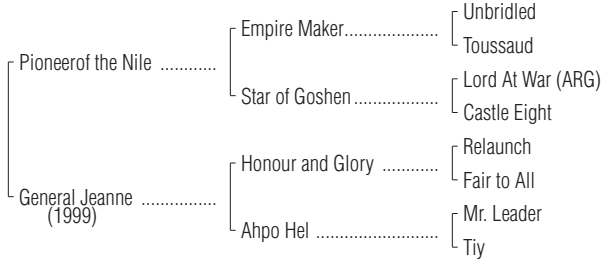 Unbridled
Empire Maker.....................
Toussaud
Pioneerof the Nile ............
Lord At War (ARG)
Star of Goshen...................
Castle Eight
Relaunch
Honour and Glory ............
Fair to All
General Jeanne ................
(1999)
Mr. Leader
Ahpo Hel ...........................
Tiy